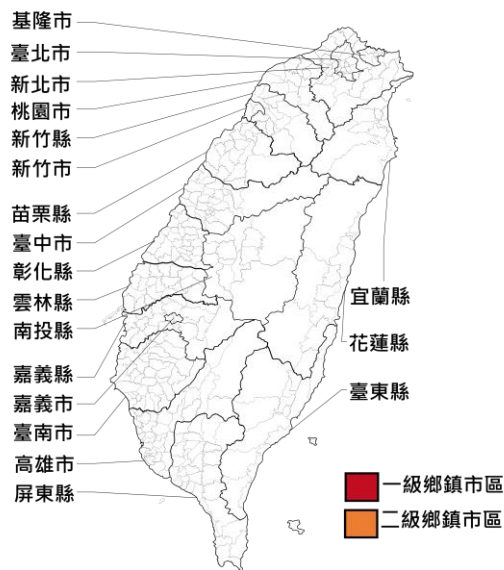 基隆市
臺北市
新北市
桃園市
新竹縣
新竹市
苗栗縣
臺中市
彰化縣
雲林縣
南投縣
嘉義縣
嘉義市
臺南市
高雄市
屏東縣
宜蘭縣
花蓮縣
臺東縣
一級鄉鎮市區
二級鄉鎮市區